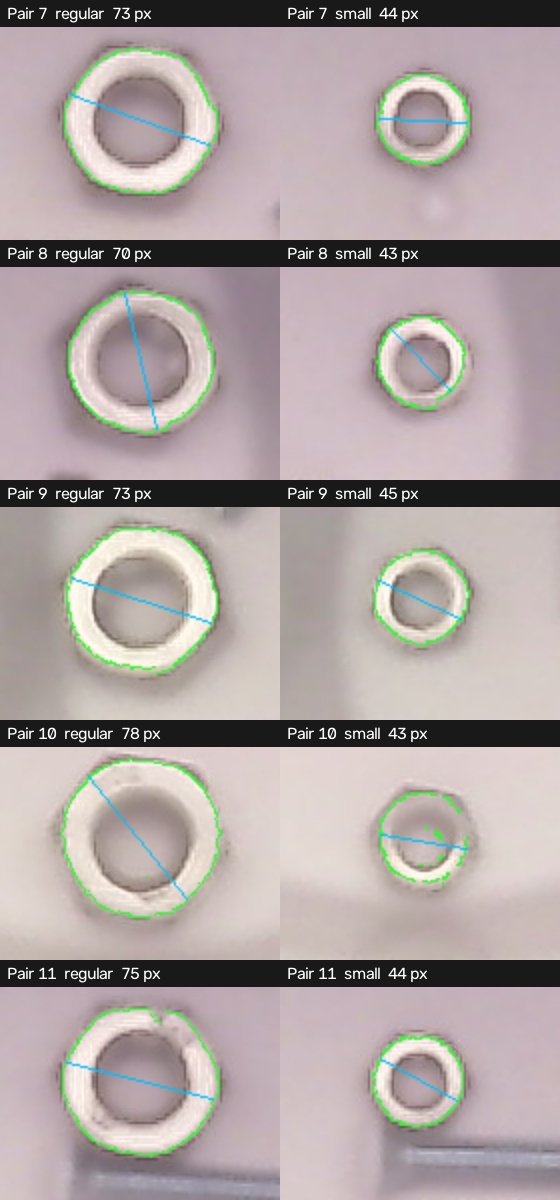 Pair 7 regular 73 px
Pair 7 small 44 px
Pair 8 regular 70 px
Pair 8 small 43 px
Pair 9 regular 73 px
Pair 9 small 45 px
Pair 10 regular 78 px
Pair 10 small 43 px
Pair 11 regular 75 px
Pair 11 small 44 px